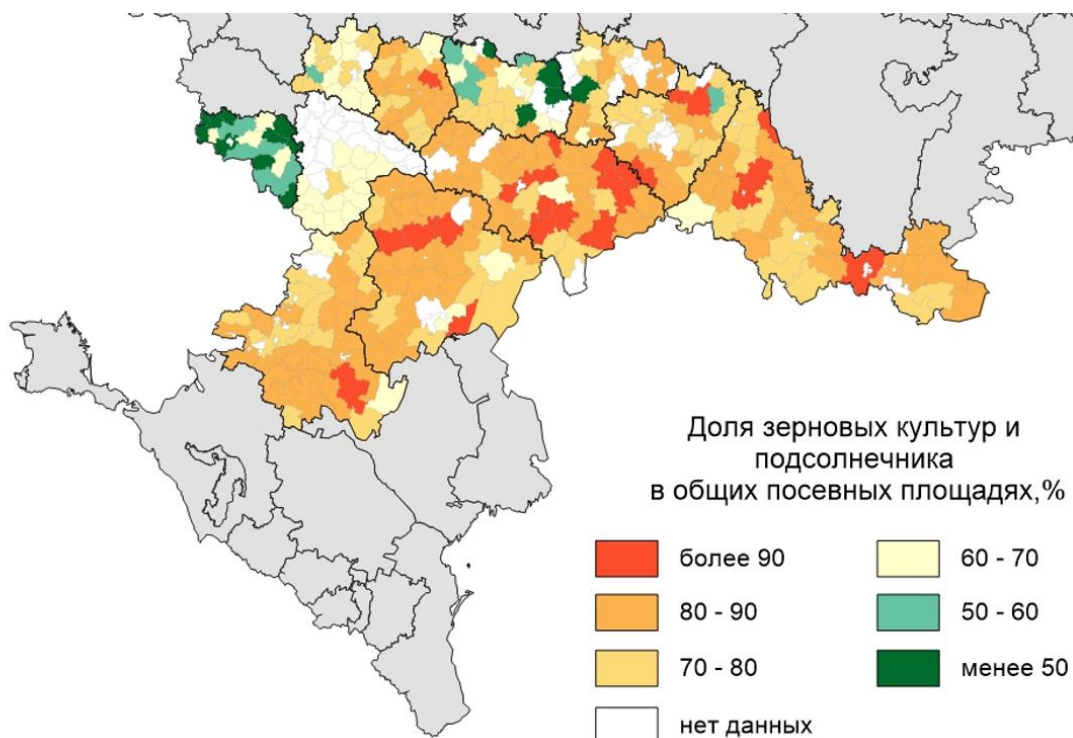 Доля зерновых культур и
подсолнечника
в общих посевных площадях,%
более 90
80 - 90
70 - 80
нет данных
60 - 70
50 - 60
менее 50